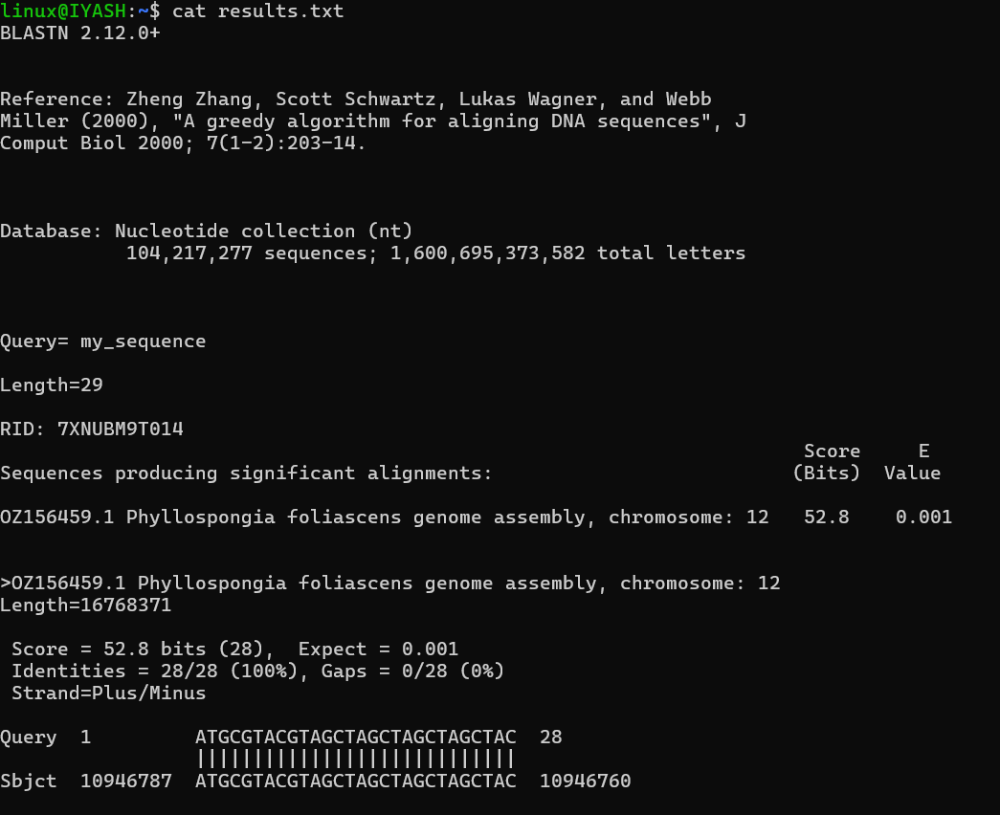 linux@IYASH:~$ cat results.txt
BLASTN 2.12.0+
Reference: Zheng Zhang, Scott Schwartz, Lukas Wagner, and Webb
Miller (2000), "A greedy algorithm for aligning DNA sequences", J
Comput Biol 2000; 7(1-2):203-14.
Database: Nucleotide collection (nt)
104,217,277 sequences; 1,600,695,373,582 total letters
Query= my_sequence
Length=29
RID: 7XNUBM9T014
Score E
Sequences producing significant alignments: (Bits) Value
OZ156459.1 Phyllospongia foliascens genome assembly, chromosome: 12 52.8 0.001
>OZ156459.1 Phyllospongia foliascens genome assembly, chromosome: 12
Length=16768371
Score = 52.8 bits (28), Expect = 0.001
Identities = 28/28 (100%), Gaps = 0/28 (0%)
Strand=Plus/Minus
Query 1 ATGCGTACGTAGCTAGCTAGCTAGCTAC 28
||||||||||||||||||||||||||||
Sbjct 10946787 ATGCGTACGTAGCTAGCTAGCTAGCTAC 10946760